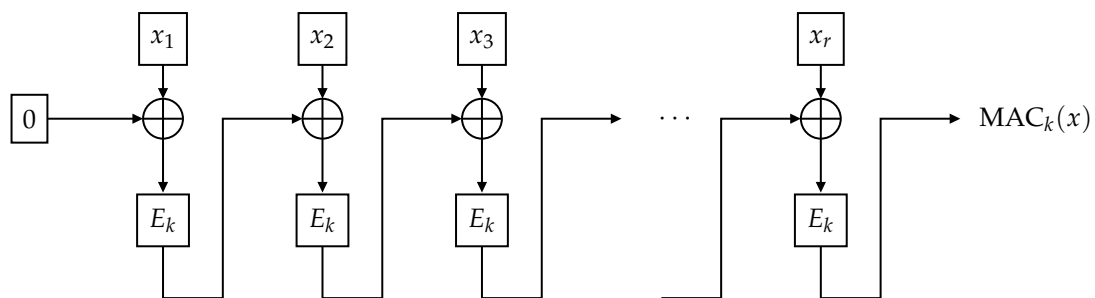 x₁ x₂ x₃ xᵣ
0 ··· MACₖ(x)
Eₖ Eₖ Eₖ Eₖ